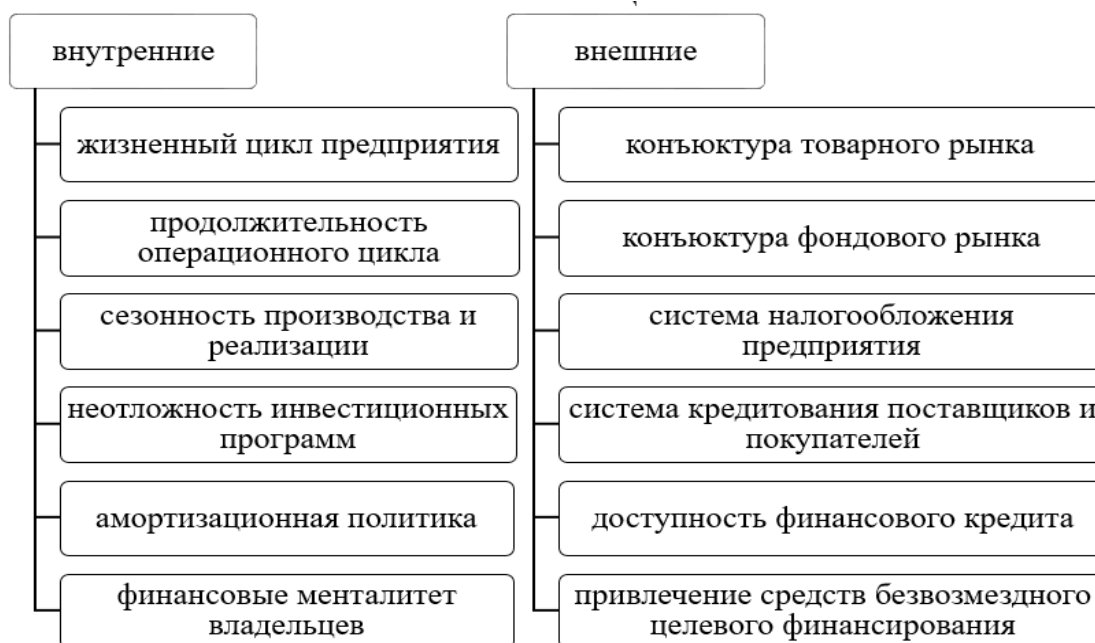 внутренние
жизненный цикл предприятия
продолжительность
операционного цикла
сезонность производства и
реализации
неотложность инвестиционных
программ
амортизационная политика
финансовые менталитет
владельцев
внешние
конъюктура товарного рынка
конъюктура фондового рынка
система налогообложения
предприятия
система кредитования поставщиков и
покупателей
доступность финансового кредита
привлечение средств безвозмездного
целевого финансирования